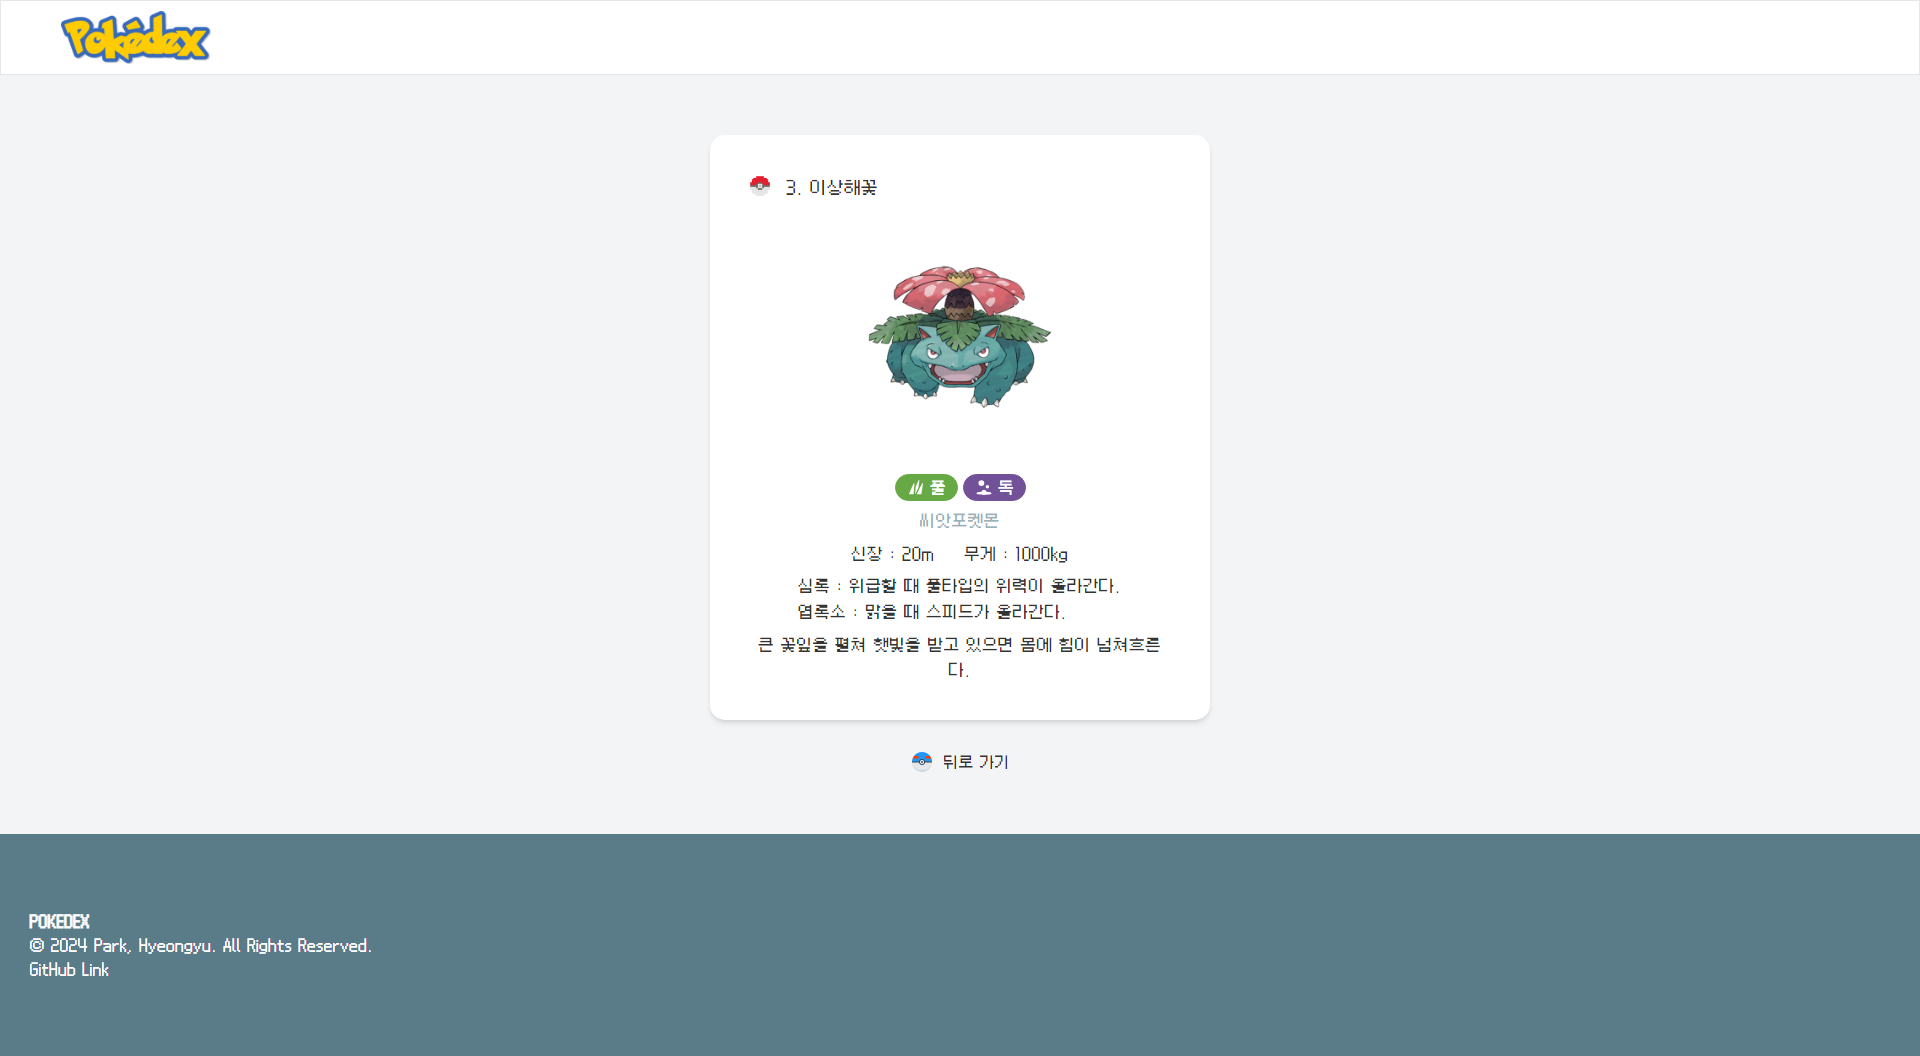 Pokédex
3. 이상해꽃
풀 독
씨앗포켓몬
신장 : 20m 무게 : 1000kg
심록 : 위급할 때 풀타입의 위력이 올라간다.
엽록소 : 맑을 때 스피드가 올라간다.
큰 꽃잎을 펼쳐 햇빛을 받고 있으면 몸에 힘이 넘쳐흐른
다.
뒤로 가기
POKEDEX
© 2024 Park, Hyeongyu. All Rights Reserved.
GitHub Link